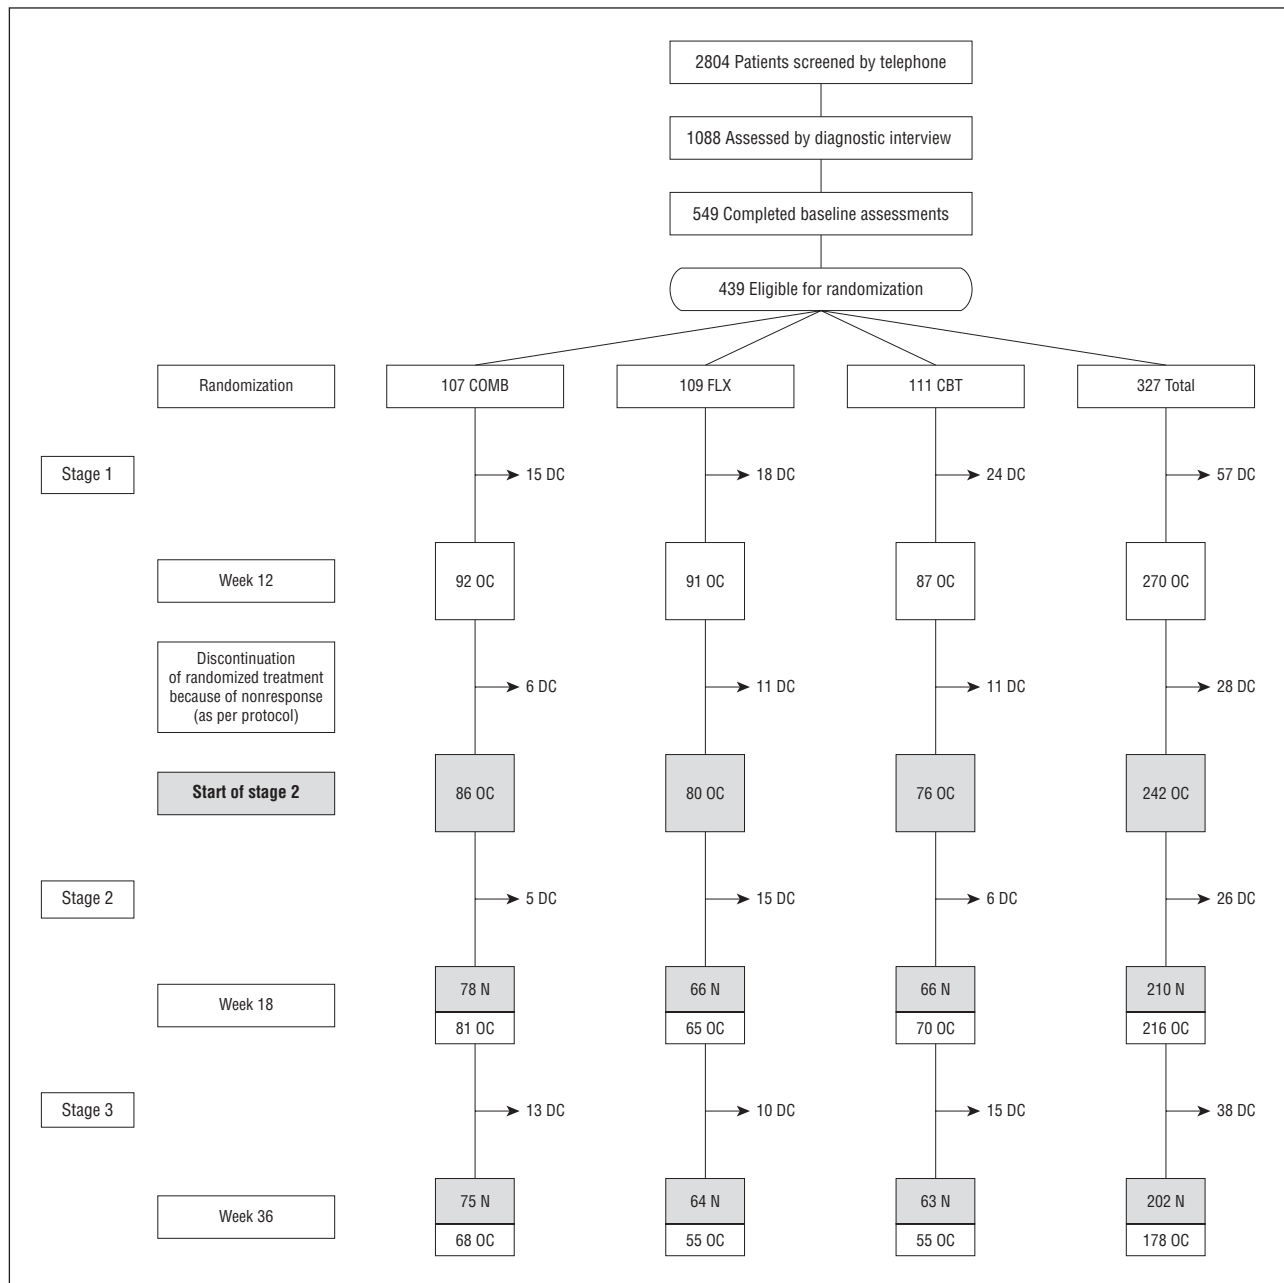 2804 Patients screened by telephone
1088 Assessed by diagnostic interview
549 Completed baseline assessments
439 Eligible for randomization
Randomization
107 COMB
109 FLX
111 CBT
327 Total
Stage 1
15 DC
18 DC
24 DC
57 DC
Week 12
92 OC
91 OC
87 OC
270 OC
Discontinuation
of randomized treatment
because of nonresponse
(as per protocol)
6 DC
11 DC
11 DC
28 DC
Start of stage 2
86 OC
80 OC
76 OC
242 OC
Stage 2
5 DC
15 DC
6 DC
26 DC
Week 18
78 N
66 N
66 N
210 N
81 OC
65 OC
70 OC
216 OC
Stage 3
13 DC
10 DC
15 DC
38 DC
Week 36
75 N
64 N
63 N
202 N
68 OC
55 OC
55 OC
178 OC